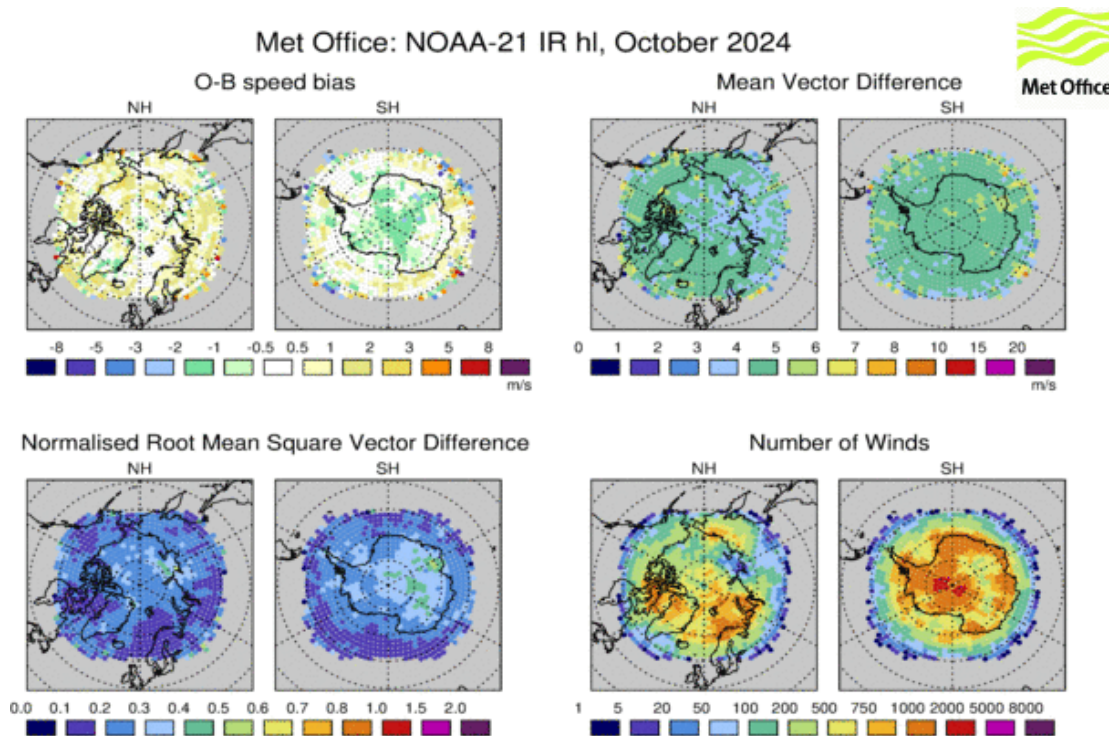 Met Office: NOAA-21 IR hl, October 2024
Met Office
O-B speed bias
Mean Vector Difference
NH
SH
NH
SH
-8 -5 -3 -2 -1 -0.5 0.5 1 2 3 5 8
m/s
0 1 2 3 4 5 6 7 8 10 15 20
m/s
Normalised Root Mean Square Vector Difference
Number of Winds
NH
SH
NH
SH
0.0 0.1 0.2 0.3 0.4 0.5 0.6 0.7 0.8 1.0 1.5 2.0
1 5 20 50 100 200 500 750 1000 2000 5000 8000